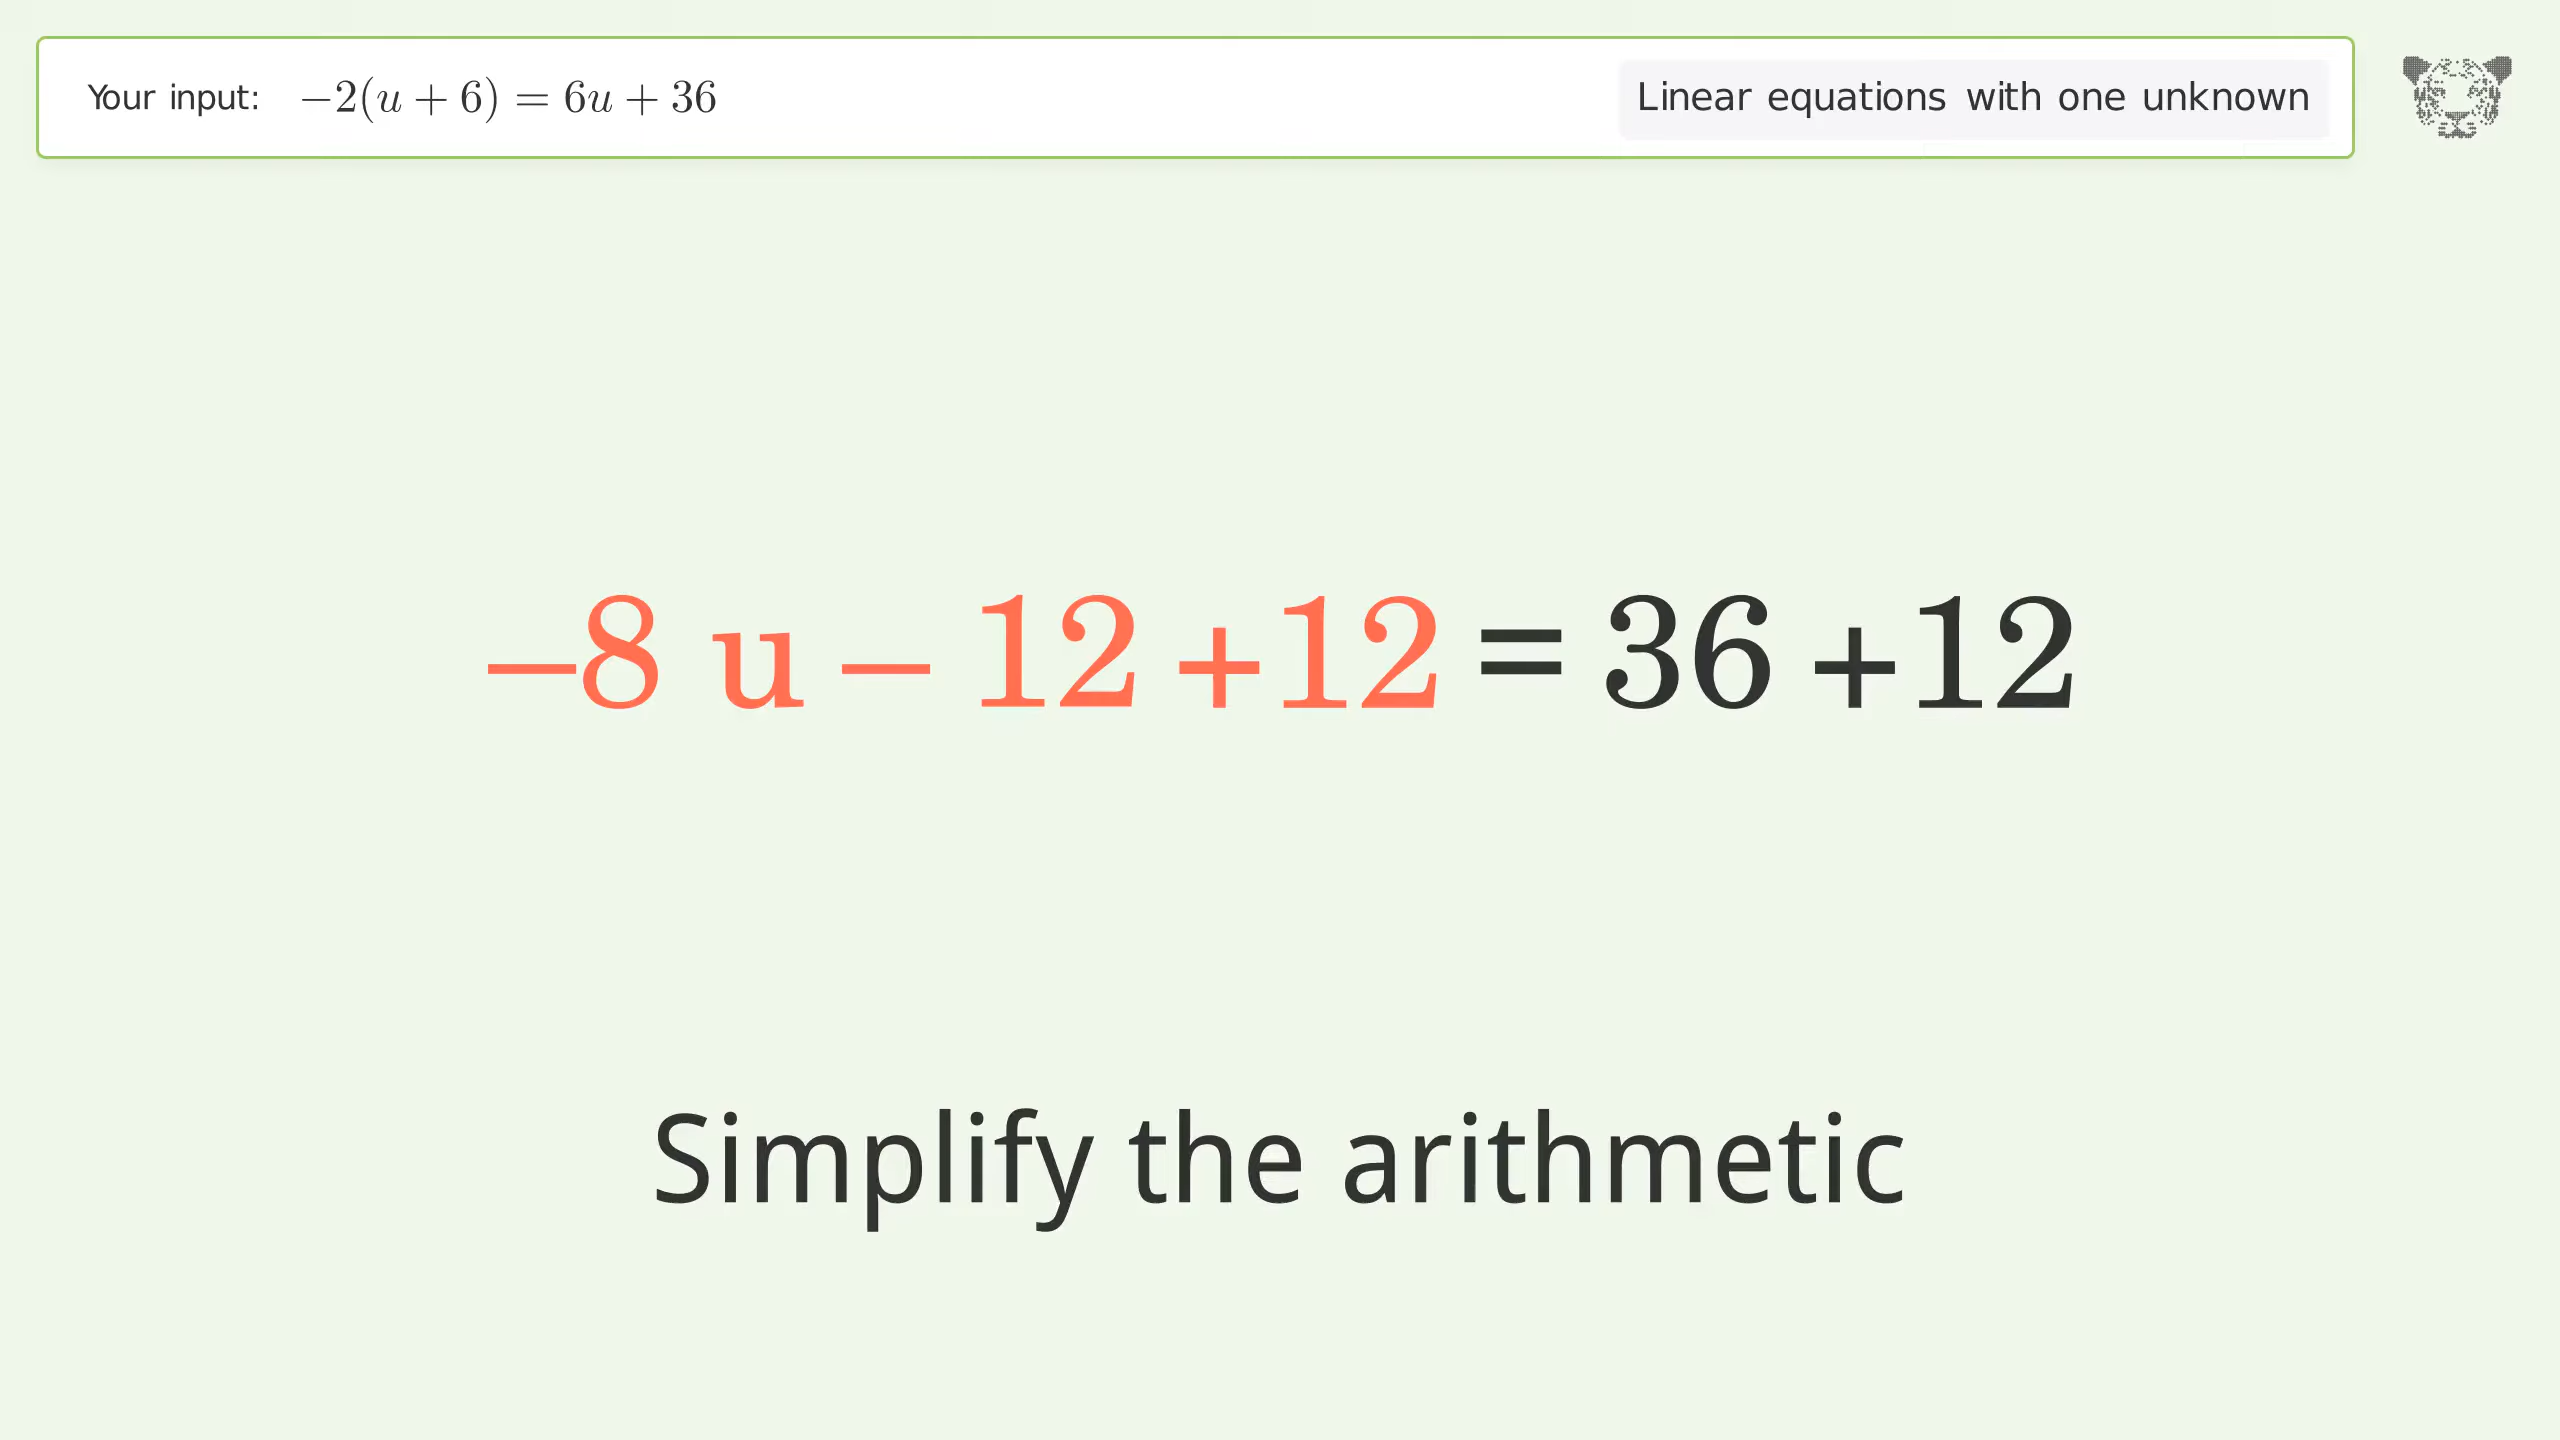 Your input: −2(u + 6) = 6u + 36
Linear equations with one unknown
−8 u − 12 +12 = 36 +12
Simplify the arithmetic